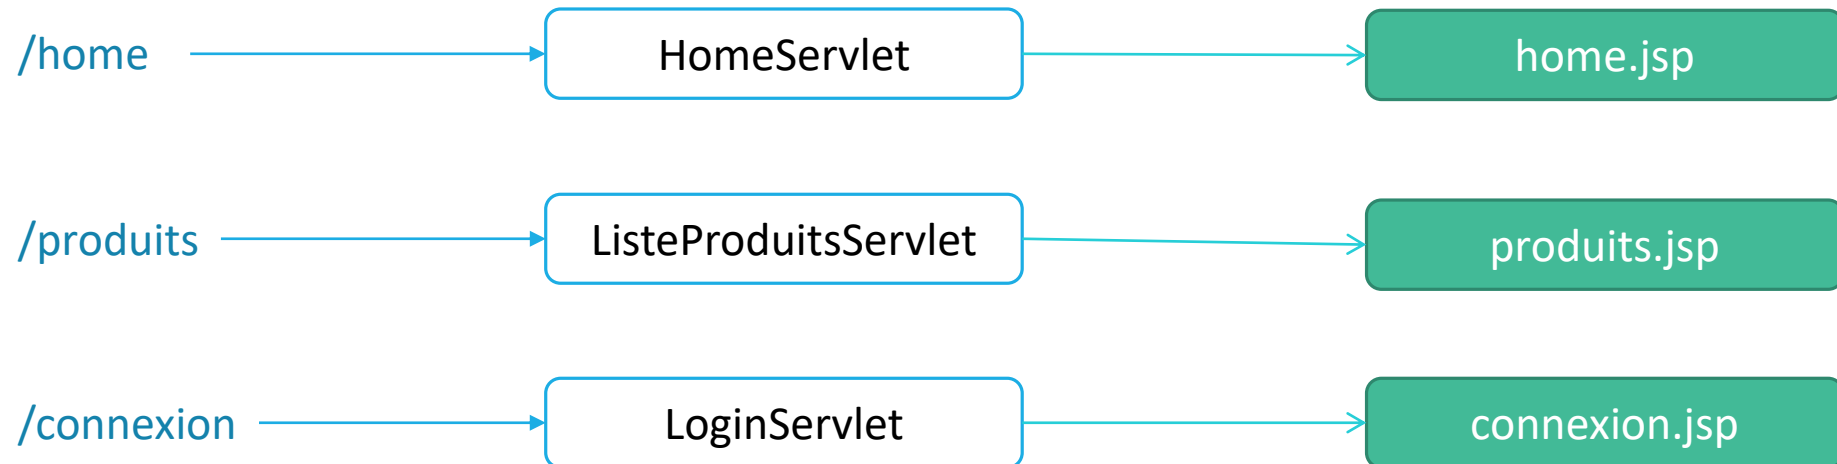 /home
HomeServlet
home.jsp
/produits
ListeProduitsServlet
produits.jsp
/connexion
LoginServlet
connexion.jsp